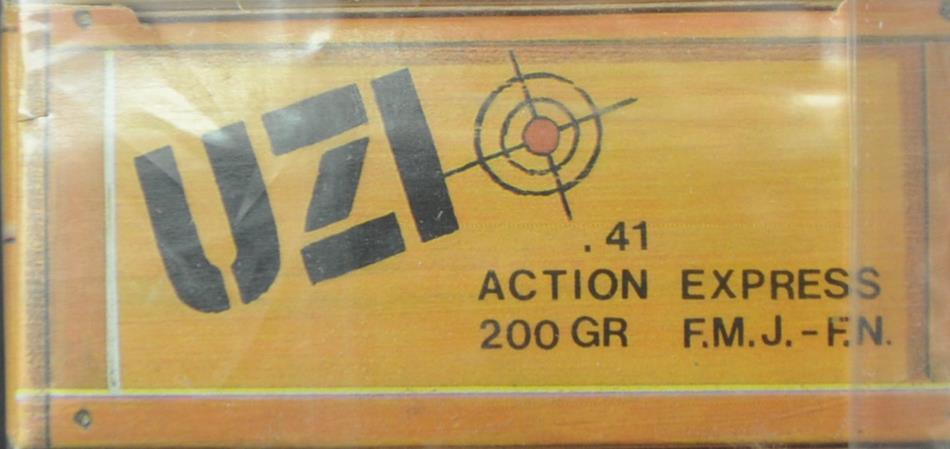 UZI
.41
ACTION EXPRESS
200 GR F.M.J.-F.N.